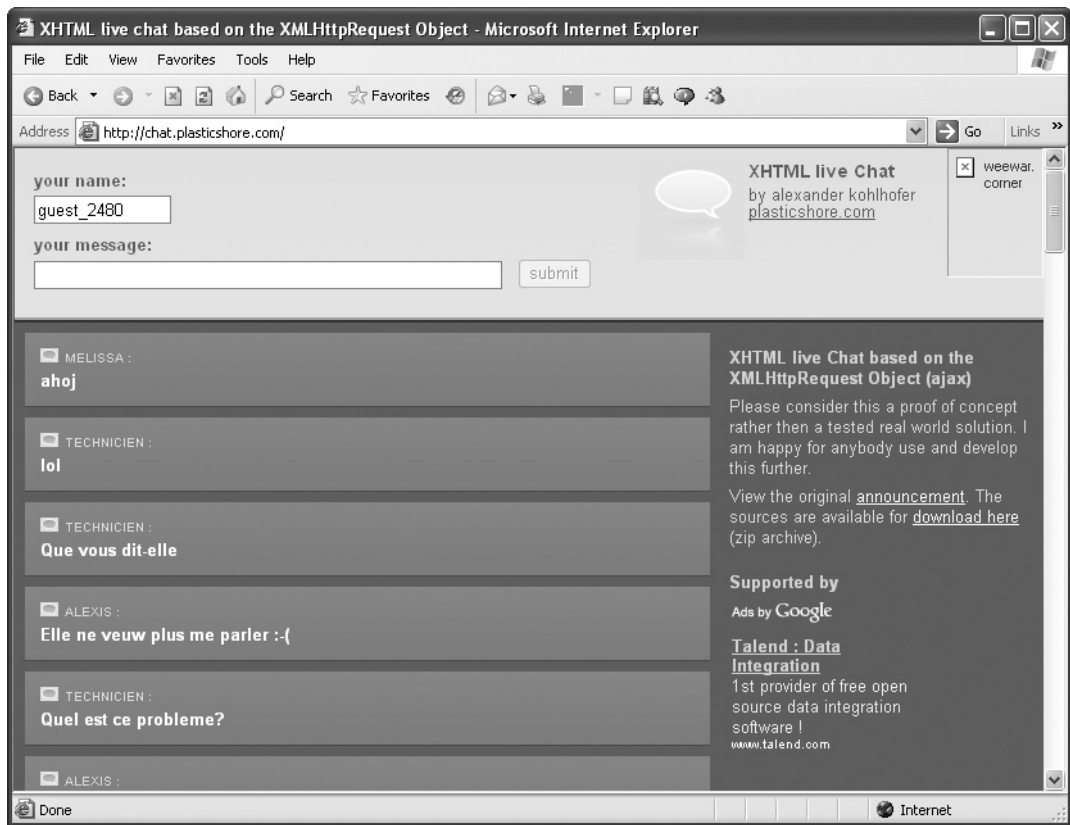 XHTML live chat based on the XMLHttpRequest Object - Microsoft Internet Explorer
File Edit View Favorites Tools Help
Back Search Favorites
Address http://chat.plasticshore.com/ Go Links »
your name:
guest_2480
your message:
submit
XHTML live Chat
by alexander kohlhofer
plasticshore.com
weewar.
corner
MELISSA :
ahoj
TECHNICIEN :
lol
TECHNICIEN :
Que vous dit-elle
ALEXIS :
Elle ne veuw plus me parler :-(
TECHNICIEN :
Quel est ce probleme?
ALEXIS :
XHTML live Chat based on the
XMLHttpRequest Object (ajax)
Please consider this a proof of concept
rather then a tested real world solution. I
am happy for anybody use and develop
this further.
View the original announcement. The
sources are available for download here
(zip archive).
Supported by
Ads by Google
Talend : Data
Integration
1st provider of free open
source data integration
software !
www.talend.com
Done Internet